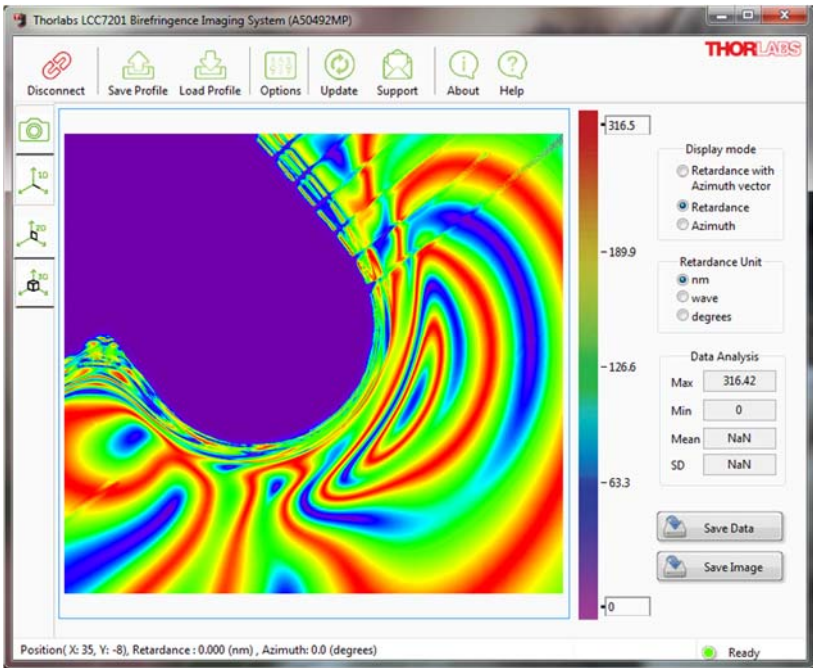 Thorlabs LCC7201 Birefringence Imaging System (A50492MP)
THORLABS
Disconnect Save Profile Load Profile Options Update Support About Help
1D
2D
3D
316.5
189.9
126.6
63.3
0
Display mode
Retardance with
Azimuth vector
Retardance
Azimuth
Retardance Unit
nm
wave
degrees
Data Analysis
Max 316.42
Min 0
Mean NaN
SD NaN
Save Data
Save Image
Position( X: 35, Y: -8), Retardance : 0.000 (nm) , Azimuth: 0.0 (degrees)
Ready